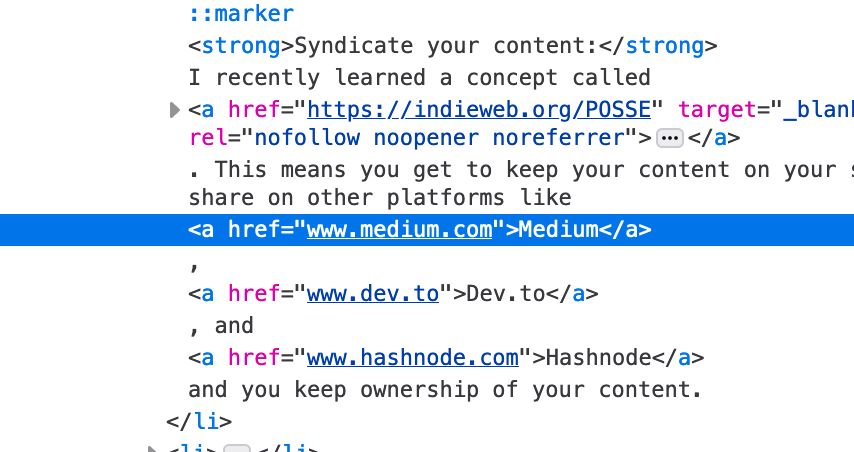 ::marker
<strong>Syndicate your content:</strong>
I recently learned a concept called
<a href="https://indieweb.org/POSSE" target="_blank
rel="nofollow noopener noreferrer">…</a>
. This means you get to keep your content on your s
share on other platforms like
<a href="www.medium.com">Medium</a>
,
<a href="www.dev.to">Dev.to</a>
, and
<a href="www.hashnode.com">Hashnode</a>
and you keep ownership of your content.
</li>
<li>…</li>